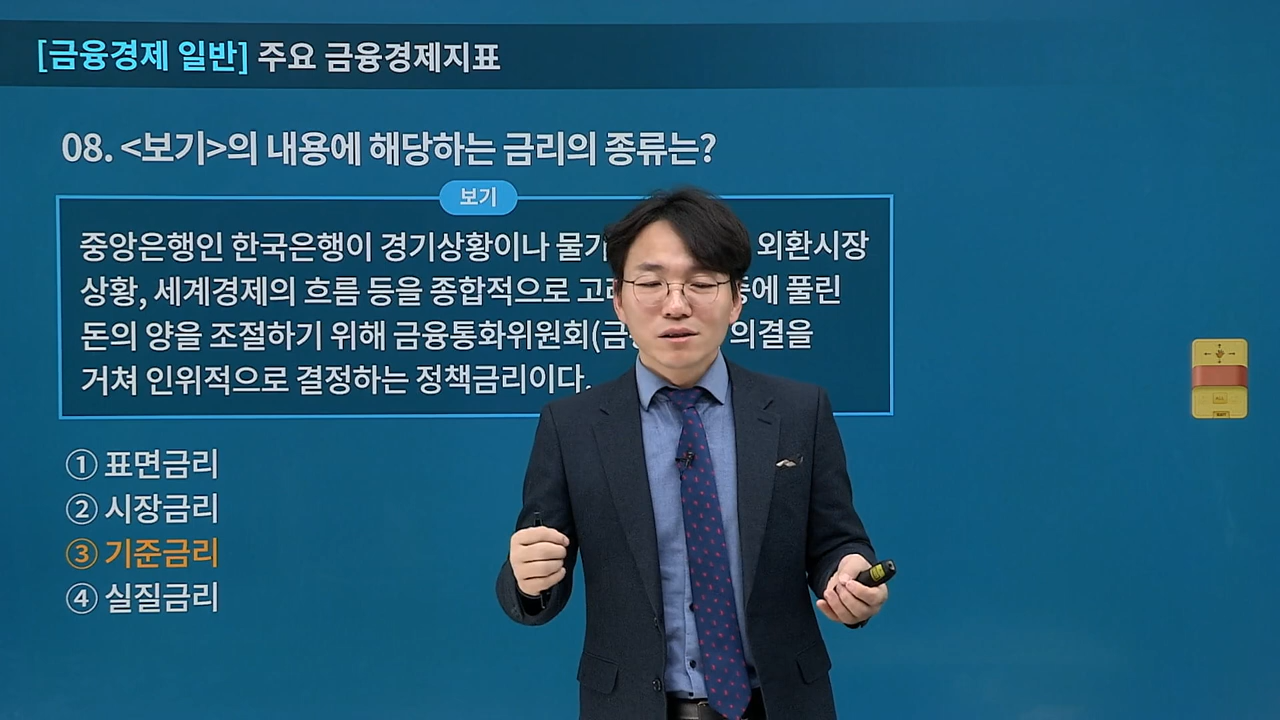 [금융경제 일반] 주요 금융경제지표
08. <보기>의 내용에 해당하는 금리의 종류는?
보기
중앙은행인 한국은행이 경기상황이나 외환시장
상황, 세계경제의 흐름 등을 종합적으로 풀린
돈의 양을 조절하기 위해 금융통화위원회( 의결을
거쳐 인위적으로 결정하는 정책금리이다.
① 표면금리
② 시장금리
③ 기준금리
④ 실질금리